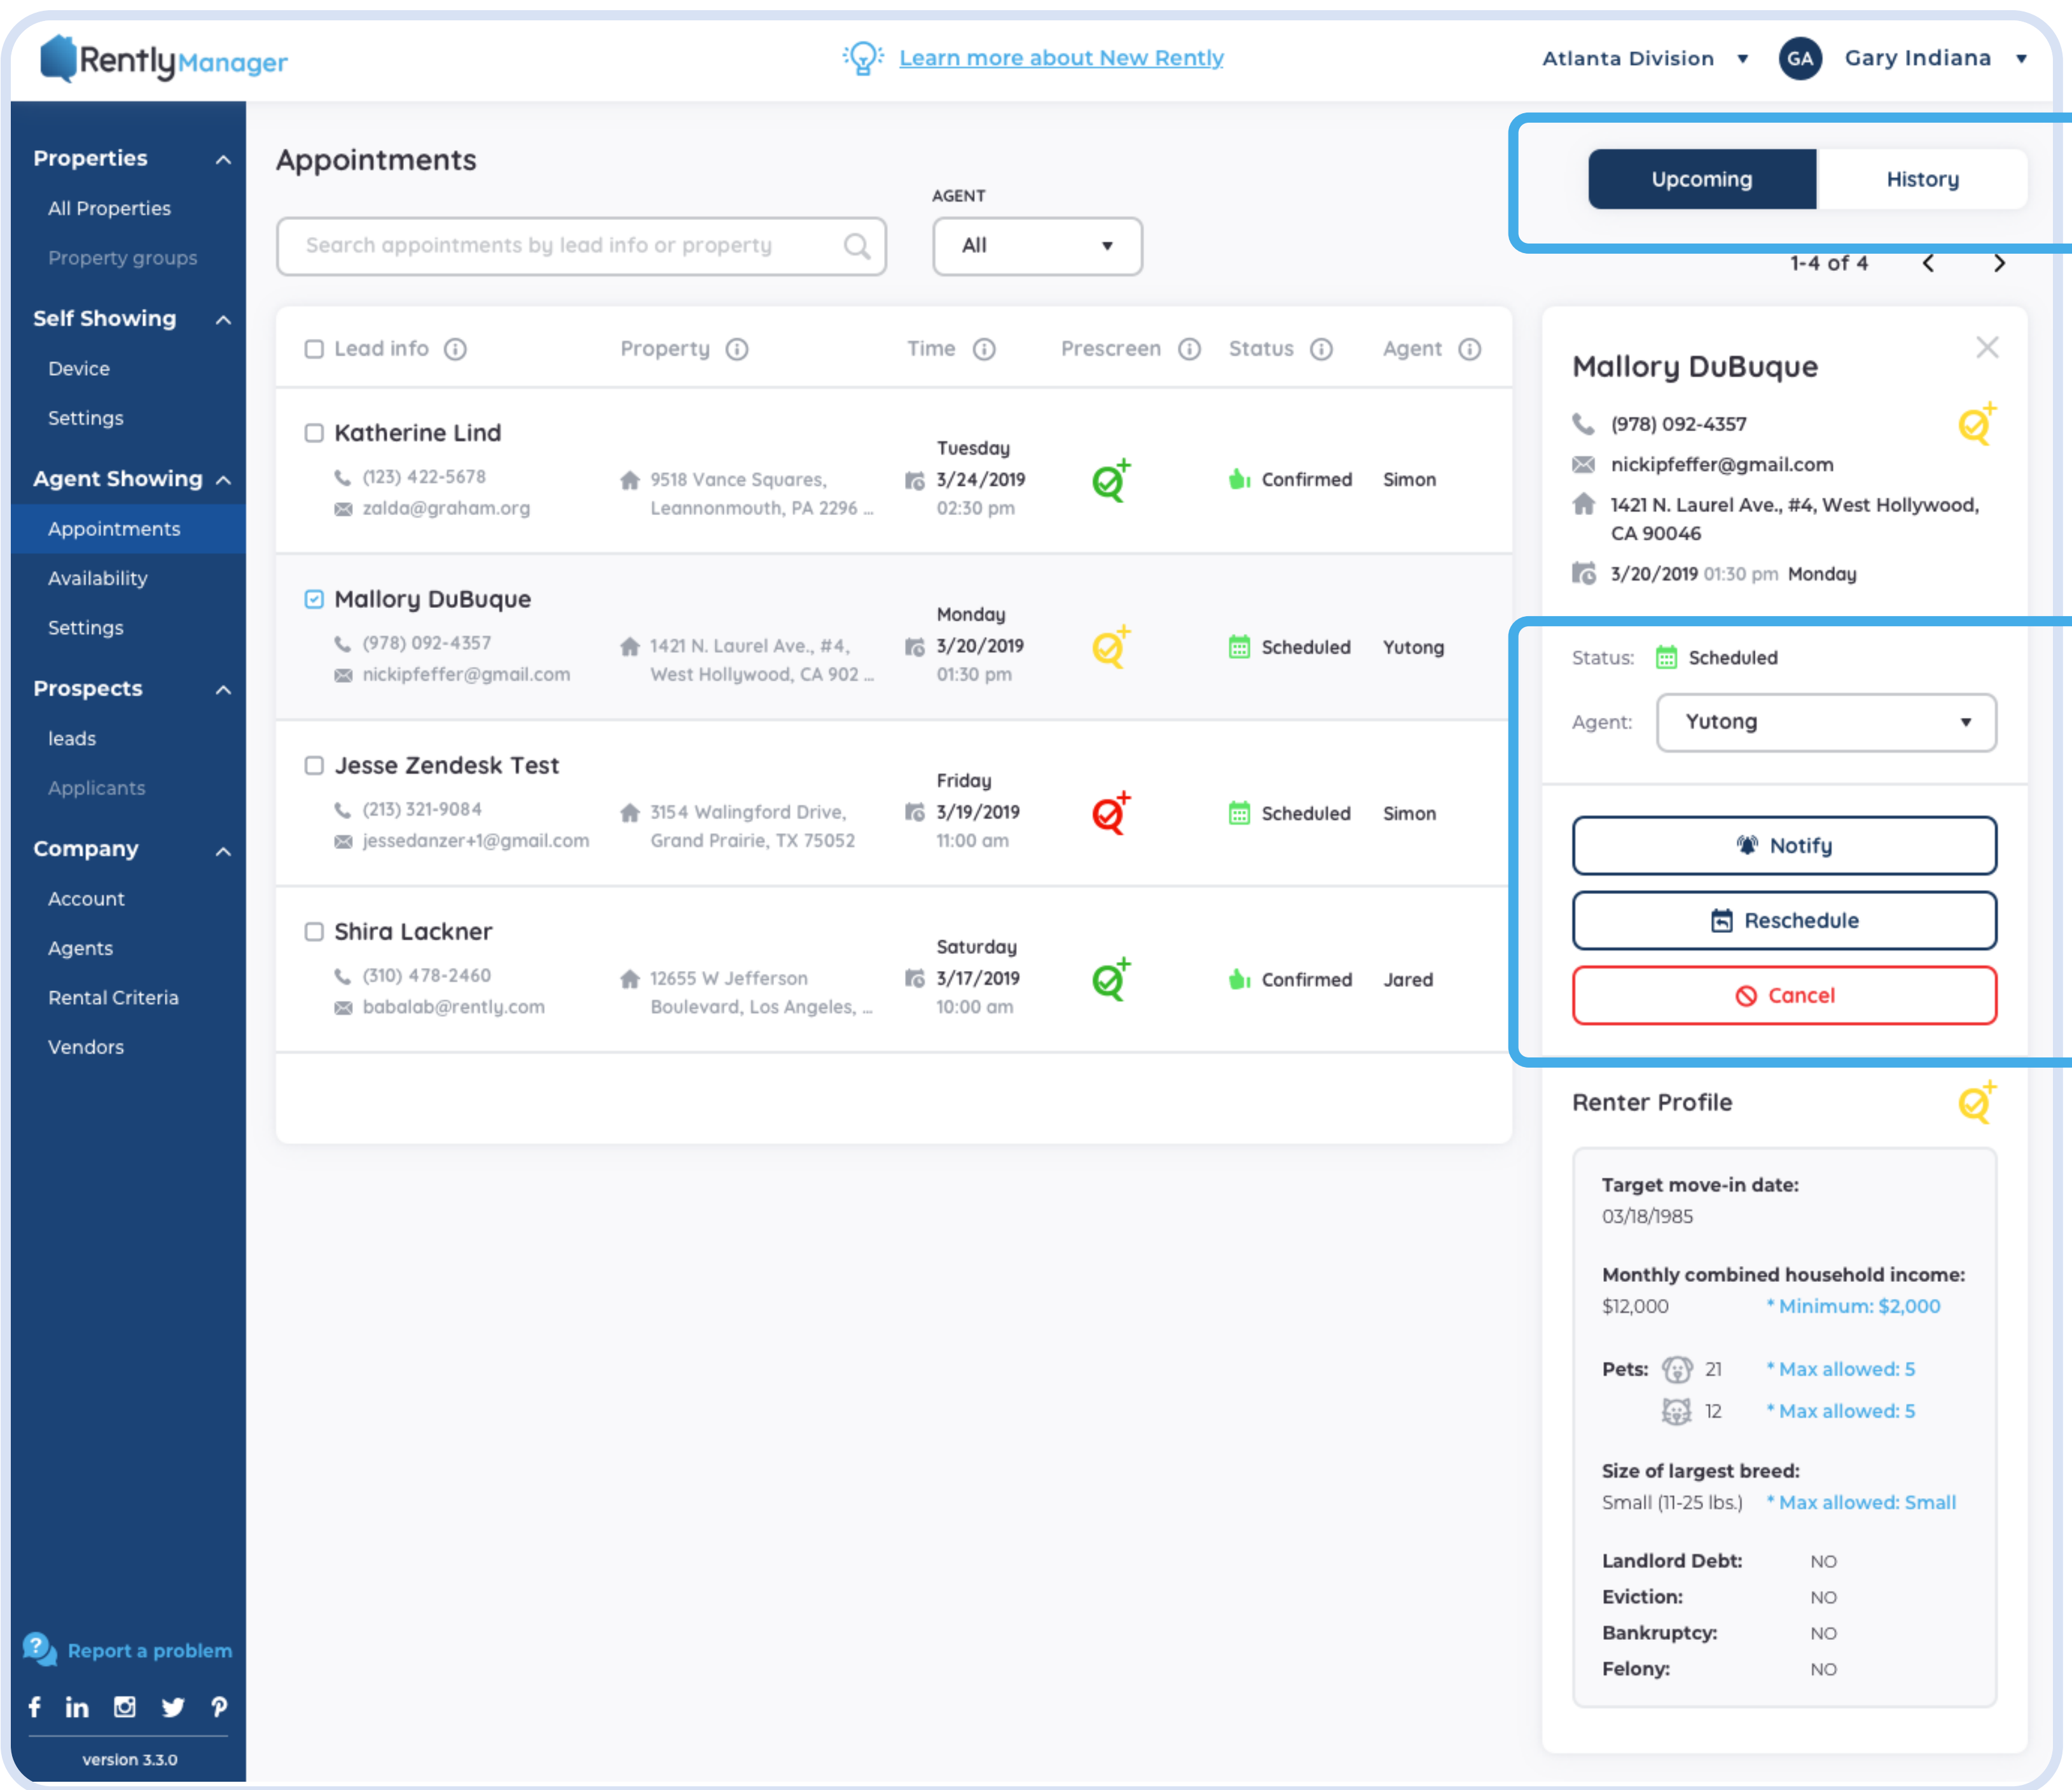 RentlyManager
Learn more about New Rently
Atlanta Division
GA
Gary Indiana
Properties
All Properties
Property groups
Self Showing
Device
Settings
Agent Showing
Appointments
Availability
Settings
Prospects
leads
Applicants
Company
Account
Agents
Rental Criteria
Vendors
Report a problem
version 3.3.0
Appointments
Search appointments by lead info or property
AGENT
All
Upcoming
History
1-4 of 4
Lead info
Property
Time
Prescreen
Status
Agent
Katherine Lind
(123) 422-5678
zalda@graham.org
9518 Vance Squares,
Leannonmouth, PA 2296 ...
Tuesday
3/24/2019
02:30 pm
Confirmed
Simon
Mallory DuBuque
(978) 092-4357
nickipfeffer@gmail.com
1421 N. Laurel Ave., #4,
West Hollywood, CA 902 ...
Monday
3/20/2019
01:30 pm
Scheduled
Yutong
Jesse Zendesk Test
(213) 321-9084
jessedanzer+1@gmail.com
3154 Walingford Drive,
Grand Prairie, TX 75052
Friday
3/19/2019
11:00 am
Scheduled
Simon
Shira Lackner
(310) 478-2460
babalab@rently.com
12655 W Jefferson
Boulevard, Los Angeles, ...
Saturday
3/17/2019
10:00 am
Confirmed
Jared
Mallory DuBuque
(978) 092-4357
nickipfeffer@gmail.com
1421 N. Laurel Ave., #4, West Hollywood,
CA 90046
3/20/2019 01:30 pm Monday
Status: Scheduled
Agent: Yutong
Notify
Reschedule
Cancel
Renter Profile
Target move-in date:
03/18/1985
Monthly combined household income:
$12,000 * Minimum: $2,000
Pets: 21 * Max allowed: 5
12 * Max allowed: 5
Size of largest breed:
Small (11-25 lbs.) * Max allowed: Small
Landlord Debt: NO
Eviction: NO
Bankruptcy: NO
Felony: NO